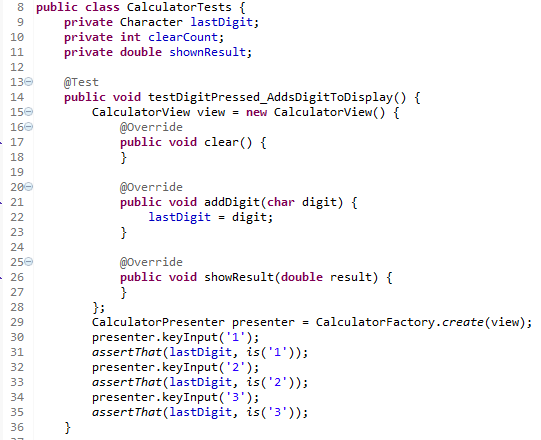 8 public class CalculatorTests {
9     private Character lastDigit;
10     private int clearCount;
11     private double shownResult;
12
13     @Test
14     public void testDigitPressed_AddsDigitToDisplay() {
15         CalculatorView view = new CalculatorView() {
16             @Override
17             public void clear() {
18             }
19
20             @Override
21             public void addDigit(char digit) {
22                 lastDigit = digit;
23             }
24
25             @Override
26             public void showResult(double result) {
27             }
28         };
29         CalculatorPresenter presenter = CalculatorFactory.create(view);
30         presenter.keyInput('1');
31         assertThat(lastDigit, is('1'));
32         presenter.keyInput('2');
33         assertThat(lastDigit, is('2'));
34         presenter.keyInput('3');
35         assertThat(lastDigit, is('3'));
36     }